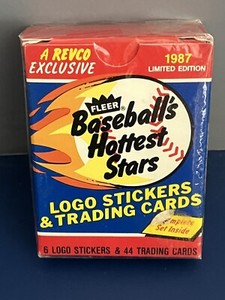 A REVCO
EXCLUSIVE
1987
LIMITED EDITION
FLEER
Baseball's
Hottest
Stars
LOGO STICKERS
& TRADING CARDS
Complete
Set Inside
6 LOGO STICKERS & 44 TRADING CARDS